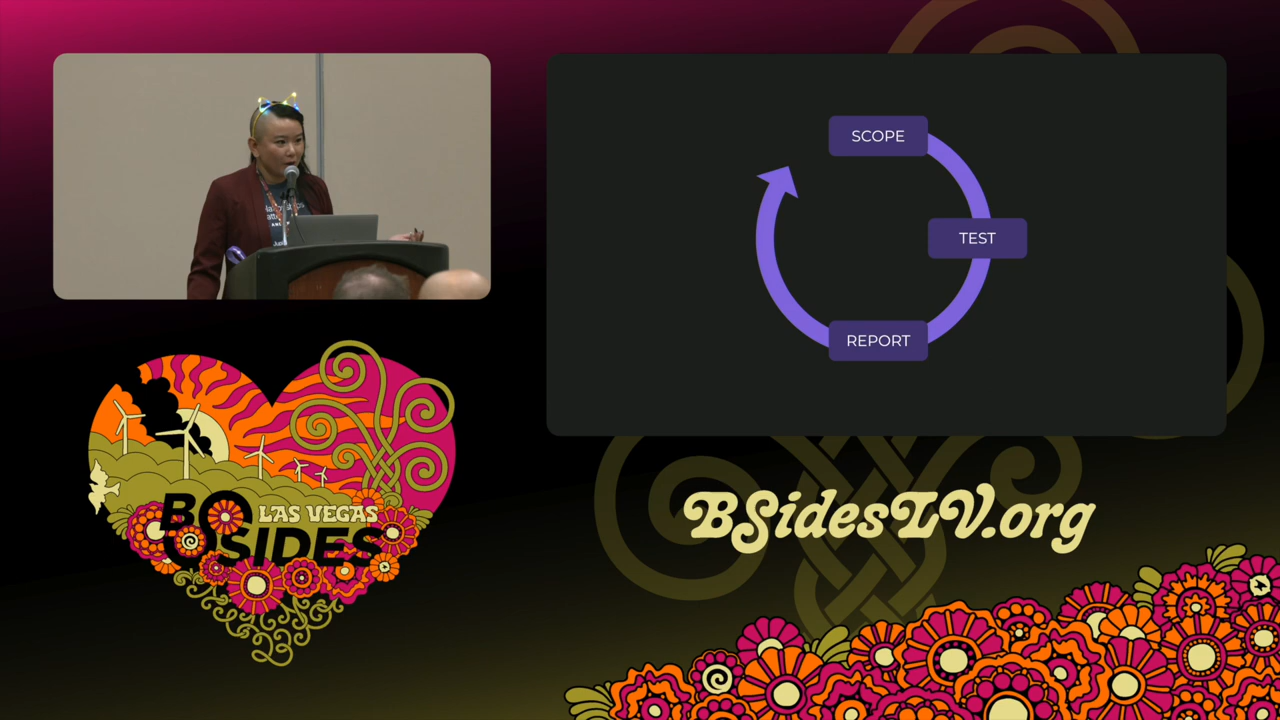 SCOPE
TEST
REPORT
BSidesLV.org
LAS VEGAS
BSIDES